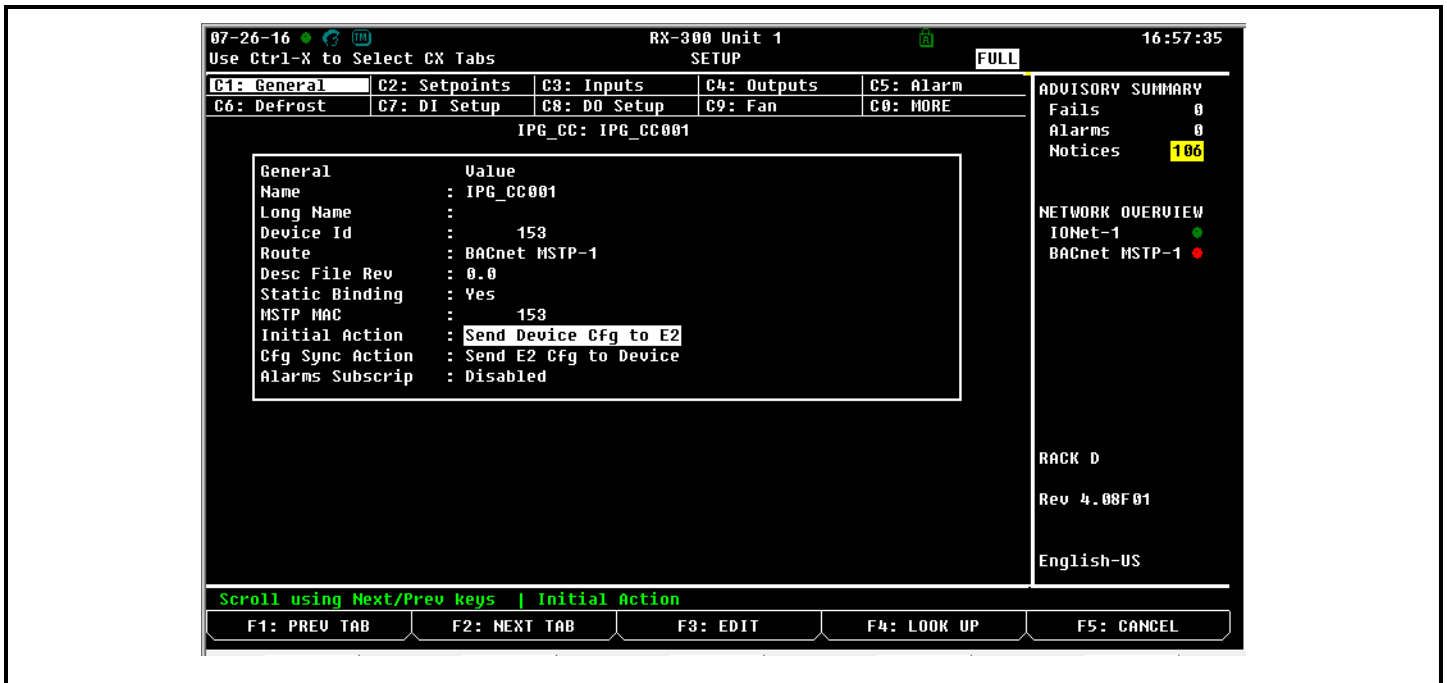 07-26-16 TM RX-300 Unit 1 A 16:57:35
Use Ctrl-X to Select CX Tabs SETUP FULL
C1: General C2: Setpoints C3: Inputs C4: Outputs C5: Alarm
C6: Defrost C7: DI Setup C8: DO Setup C9: Fan C0: MORE
IPG_CC: IPG_CC001
General Value
Name : IPG_CC001
Long Name :
Device Id : 153
Route : BACnet MSTP-1
Desc File Rev : 0.0
Static Binding : Yes
MSTP MAC : 153
Initial Action : Send Device Cfg to E2
Cfg Sync Action : Send E2 Cfg to Device
Alarms Subscrip : Disabled
ADVISORY SUMMARY
Fails 0
Alarms 0
Notices 106
NETWORK OVERVIEW
IONet-1
BACnet MSTP-1
RACK D
Rev 4.08F01
English-US
Scroll using Next/Prev keys | Initial Action
F1: PREV TAB F2: NEXT TAB F3: EDIT F4: LOOK UP F5: CANCEL